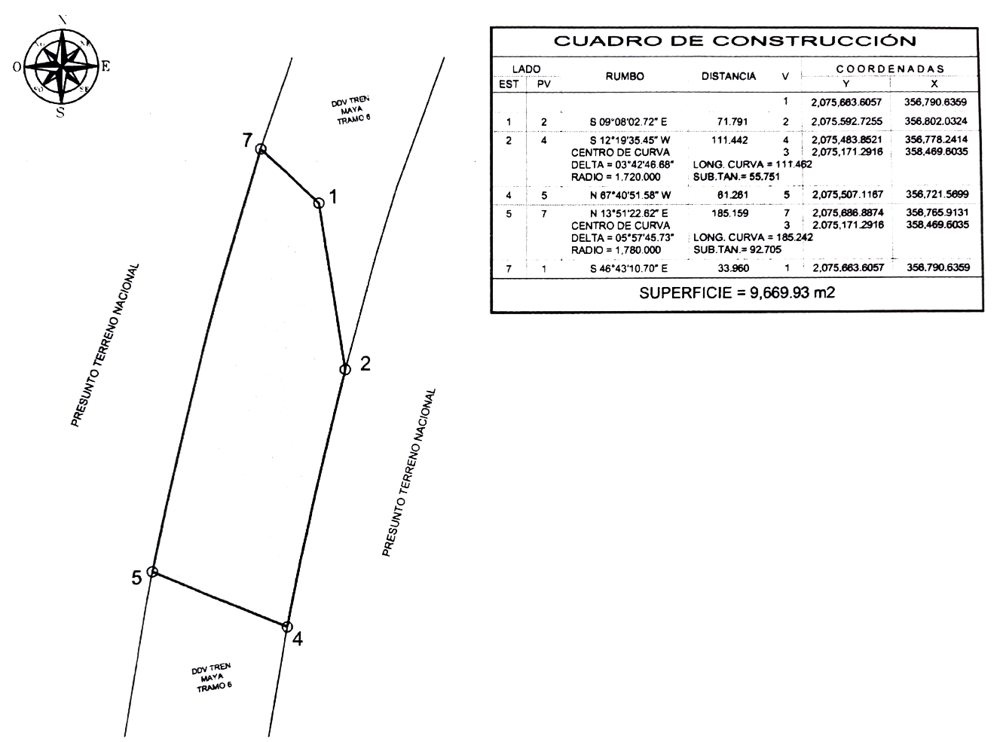 N
NO
NE
O
E
SO
SE
S
DDV TREN
MAYA
TRAMO 6
7
1
2
PRESUNTO TERRENO NACIONAL
PRESUNTO TERRENO NACIONAL
5
4
DDV TREN
MAYA
TRAMO 6
CUADRO DE CONSTRUCCIÓN
LADO RUMBO DISTANCIA V COORDENADAS
EST PV Y X
1 2,075,663.6057 356,790.6359
1 2 S 09°08'02.72" E 71.791 2 2,075,592.7255 356,802.0324
2 4 S 12°19'35.45" W 111.442 4 2,075,483.8521 356,778.2414
CENTRO DE CURVA 3 2,075,171.2916 358,469.6035
DELTA = 03°42'46.68" LONG. CURVA = 111.462
RADIO = 1,720.000 SUB.TAN.= 55.751
4 5 N 67°40'51.58" W 61.261 5 2,075,507.1167 356,721.5699
5 7 N 13°51'22.62" E 185.159 7 2,075,686.8874 356,765.9131
CENTRO DE CURVA 3 2,075,171.2916 358,469.6035
DELTA = 05°57'45.73" LONG. CURVA = 185.242
RADIO = 1,780.000 SUB.TAN.= 92.705
7 1 S 46°43'10.70" E 33.960 1 2,075,663.6057 356,790.6359
SUPERFICIE = 9,669.93 m2